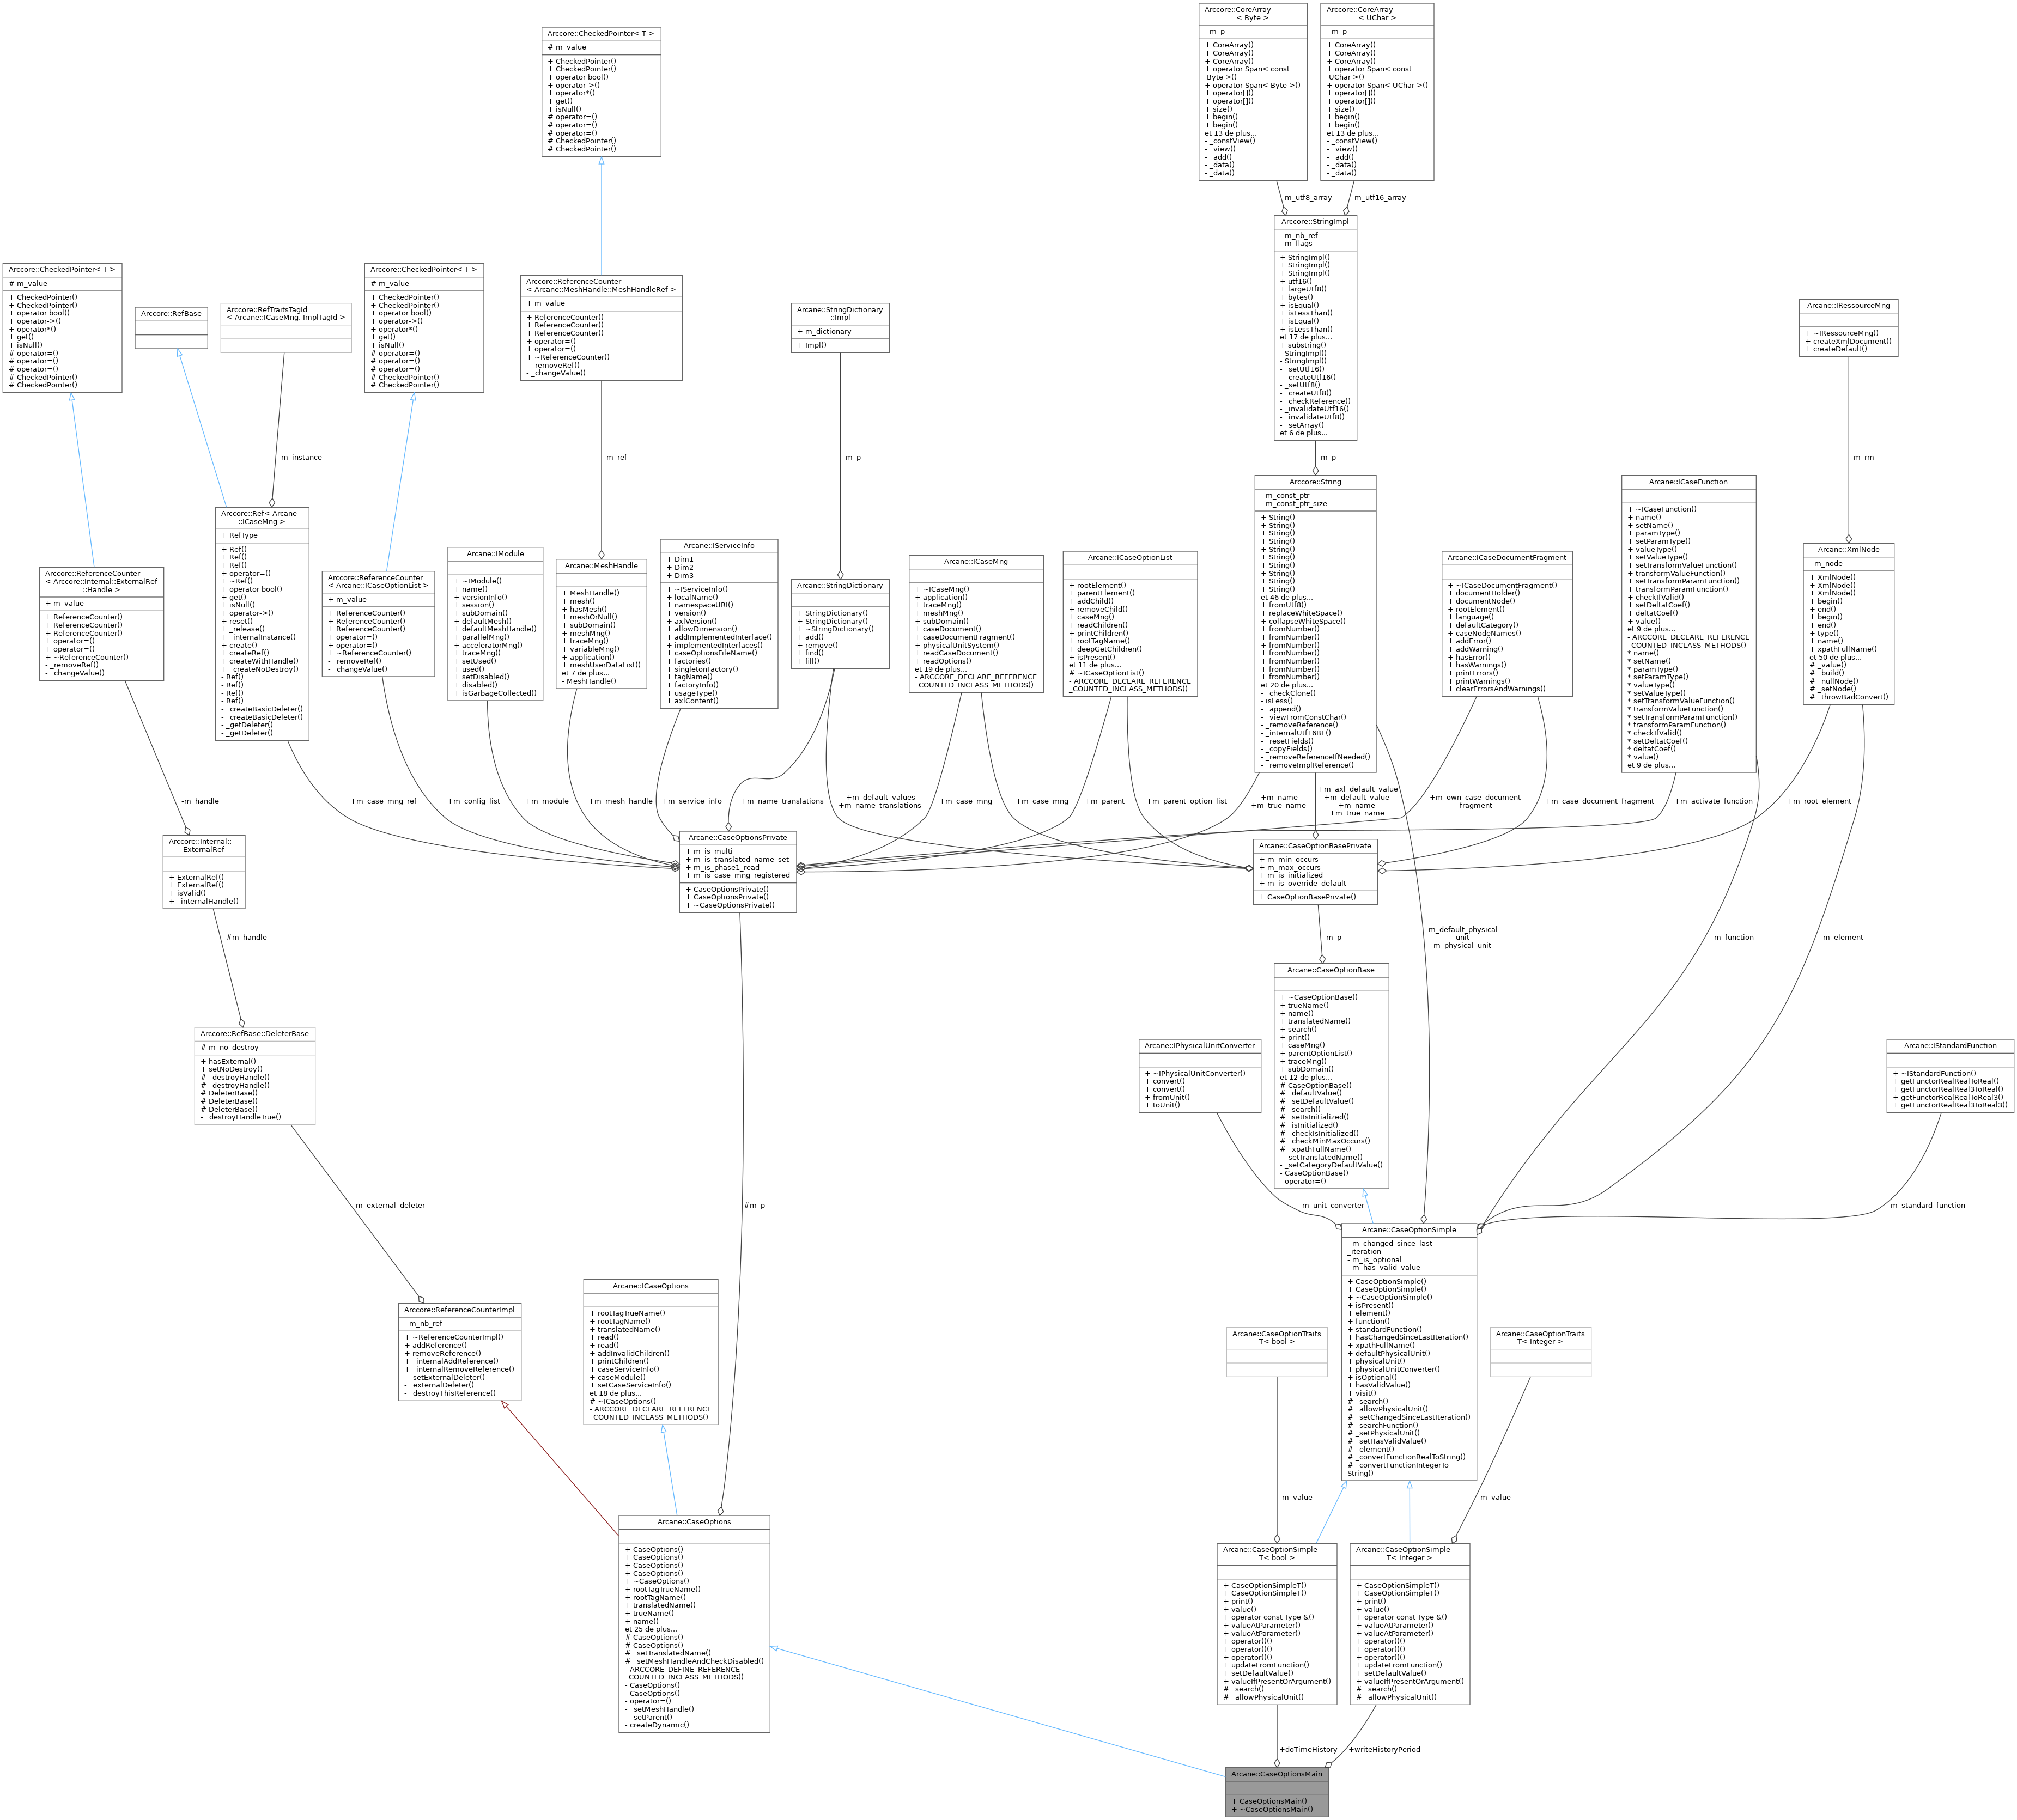 Arccore::CoreArray
< Byte >
- m_p
+ CoreArray()
+ CoreArray()
+ CoreArray()
+ operator Span< const
Byte >()
+ operator Span< Byte >()
+ operator[]()
+ operator[]()
+ size()
+ begin()
+ begin()
et 13 de plus...
- _constView()
- _view()
- _add()
- _data()
- _data()
Arccore::CoreArray
< UChar >
- m_p
+ CoreArray()
+ CoreArray()
+ CoreArray()
+ operator Span< const
UChar >()
+ operator Span< UChar >()
+ operator[]()
+ operator[]()
+ size()
+ begin()
+ begin()
et 13 de plus...
- _constView()
- _view()
- _add()
- _data()
- _data()
Arccore::CheckedPointer< T >
# m_value
+ CheckedPointer()
+ CheckedPointer()
+ operator bool()
+ operator->()
+ operator*()
+ get()
+ isNull()
# operator=()
# operator=()
# operator=()
# CheckedPointer()
# CheckedPointer()
-m_utf8_array
-m_utf16_array
Arccore::StringImpl
- m_nb_ref
- m_flags
+ StringImpl()
+ StringImpl()
+ StringImpl()
+ utf16()
+ largeUtf8()
+ bytes()
+ isEqual()
+ isLessThan()
+ isEqual()
+ isLessThan()
et 17 de plus...
+ substring()
- StringImpl()
- StringImpl()
- _setUtf16()
- _createUtf16()
- _setUtf8()
- _createUtf8()
- _checkReference()
- _invalidateUtf16()
- _invalidateUtf8()
- _setArray()
et 6 de plus...
Arccore::CheckedPointer< T >
# m_value
+ CheckedPointer()
+ CheckedPointer()
+ operator bool()
+ operator->()
+ operator*()
+ get()
+ isNull()
# operator=()
# operator=()
# operator=()
# CheckedPointer()
# CheckedPointer()
Arccore::RefBase
Arccore::RefTraitsTagId
< Arcane::ICaseMng, ImplTagId >
Arccore::CheckedPointer< T >
# m_value
+ CheckedPointer()
+ CheckedPointer()
+ operator bool()
+ operator->()
+ operator*()
+ get()
+ isNull()
# operator=()
# operator=()
# operator=()
# CheckedPointer()
# CheckedPointer()
Arccore::ReferenceCounter
< Arcane::MeshHandle::MeshHandleRef >
+ m_value
+ ReferenceCounter()
+ ReferenceCounter()
+ ReferenceCounter()
+ operator=()
+ operator=()
+ ~ReferenceCounter()
- _removeRef()
- _changeValue()
Arcane::StringDictionary
::Impl
+ m_dictionary
+ Impl()
Arcane::IRessourceMng
+ ~IRessourceMng()
+ createXmlDocument()
+ createDefault()
-m_instance
-m_ref
-m_p
-m_p
-m_rm
Arccore::ReferenceCounter
< Arccore::Internal::ExternalRef
::Handle >
+ m_value
+ ReferenceCounter()
+ ReferenceCounter()
+ ReferenceCounter()
+ operator=()
+ operator=()
+ ~ReferenceCounter()
- _removeRef()
- _changeValue()
Arccore::Ref< Arcane
::ICaseMng >
+ RefType
+ Ref()
+ Ref()
+ Ref()
+ operator=()
+ ~Ref()
+ operator bool()
+ get()
+ isNull()
+ operator->()
+ reset()
+ _release()
+ _internalInstance()
+ create()
+ createRef()
+ createWithHandle()
+ _createNoDestroy()
- Ref()
- Ref()
- Ref()
- Ref()
- _createBasicDeleter()
- _createBasicDeleter()
- _getDeleter()
- _getDeleter()
Arccore::ReferenceCounter
< Arcane::ICaseOptionList >
+ m_value
+ ReferenceCounter()
+ ReferenceCounter()
+ ReferenceCounter()
+ operator=()
+ operator=()
+ ~ReferenceCounter()
- _removeRef()
- _changeValue()
Arcane::IModule
+ ~IModule()
+ name()
+ versionInfo()
+ session()
+ subDomain()
+ defaultMesh()
+ defaultMeshHandle()
+ parallelMng()
+ acceleratorMng()
+ traceMng()
+ setUsed()
+ used()
+ setDisabled()
+ disabled()
+ isGarbageCollected()
Arcane::MeshHandle
+ MeshHandle()
+ mesh()
+ hasMesh()
+ meshOrNull()
+ subDomain()
+ meshMng()
+ traceMng()
+ variableMng()
+ application()
+ meshUserDataList()
et 7 de plus...
- MeshHandle()
Arcane::IServiceInfo
+ Dim1
+ Dim2
+ Dim3
+ ~IServiceInfo()
+ localName()
+ namespaceURI()
+ version()
+ axlVersion()
+ allowDimension()
+ addImplementedInterface()
+ implementedInterfaces()
+ caseOptionsFileName()
+ factories()
+ singletonFactory()
+ tagName()
+ factoryInfo()
+ usageType()
+ axlContent()
Arcane::StringDictionary
+ StringDictionary()
+ StringDictionary()
+ ~StringDictionary()
+ add()
+ remove()
+ find()
+ fill()
Arcane::ICaseMng
+ ~ICaseMng()
+ application()
+ traceMng()
+ meshMng()
+ subDomain()
+ caseDocument()
+ caseDocumentFragment()
+ physicalUnitSystem()
+ readCaseDocument()
+ readOptions()
et 19 de plus...
- ARCCORE_DECLARE_REFERENCE
_COUNTED_INCLASS_METHODS()
Arcane::ICaseOptionList
+ rootElement()
+ parentElement()
+ addChild()
+ removeChild()
+ caseMng()
+ readChildren()
+ printChildren()
+ rootTagName()
+ deepGetChildren()
+ isPresent()
et 11 de plus...
# ~ICaseOptionList()
- ARCCORE_DECLARE_REFERENCE
_COUNTED_INCLASS_METHODS()
Arccore::String
- m_const_ptr
- m_const_ptr_size
+ String()
+ String()
+ String()
+ String()
+ String()
+ String()
+ String()
+ String()
+ String()
+ String()
et 46 de plus...
+ fromUtf8()
+ replaceWhiteSpace()
+ collapseWhiteSpace()
+ fromNumber()
+ fromNumber()
+ fromNumber()
+ fromNumber()
+ fromNumber()
+ fromNumber()
+ fromNumber()
et 20 de plus...
- _checkClone()
- isLess()
- _append()
- _viewFromConstChar()
- _removeReference()
- _internalUtf16BE()
- _resetFields()
- _copyFields()
- _removeReferenceIfNeeded()
- _removeImplReference()
Arcane::ICaseDocumentFragment
+ ~ICaseDocumentFragment()
+ documentHolder()
+ documentNode()
+ rootElement()
+ language()
+ defaultCategory()
+ caseNodeNames()
+ addError()
+ addWarning()
+ hasError()
+ hasWarnings()
+ printErrors()
+ printWarnings()
+ clearErrorsAndWarnings()
Arcane::ICaseFunction
+ ~ICaseFunction()
+ name()
+ setName()
+ paramType()
+ setParamType()
+ valueType()
+ setValueType()
+ setTransformValueFunction()
+ transformValueFunction()
+ setTransformParamFunction()
+ transformParamFunction()
+ checkIfValid()
+ setDeltatCoef()
+ deltatCoef()
+ value()
et 9 de plus...
- ARCCORE_DECLARE_REFERENCE
_COUNTED_INCLASS_METHODS()
* name()
* setName()
* paramType()
* setParamType()
* valueType()
* setValueType()
* setTransformValueFunction()
* transformValueFunction()
* setTransformParamFunction()
* transformParamFunction()
* checkIfValid()
* setDeltatCoef()
* deltatCoef()
* value()
et 9 de plus...
Arcane::XmlNode
- m_node
+ XmlNode()
+ XmlNode()
+ XmlNode()
+ begin()
+ end()
+ begin()
+ end()
+ type()
+ name()
+ xpathFullName()
et 50 de plus...
# _value()
# _build()
# _nullNode()
# _setNode()
# _throwBadConvert()
-m_handle
+m_case_mng_ref
+m_config_list
+m_module
+m_mesh_handle
+m_service_info
+m_name_translations
+m_default_values
+m_name_translations
+m_case_mng
+m_case_mng
+m_parent
+m_parent_option_list
+m_name
+m_true_name
+m_axl_default_value
+m_default_value
+m_name
+m_true_name
+m_own_case_document
_fragment
+m_case_document_fragment
+m_activate_function
+m_root_element
Arccore::Internal::
ExternalRef
+ ExternalRef()
+ ExternalRef()
+ isValid()
+ _internalHandle()
Arcane::CaseOptionsPrivate
+ m_is_multi
+ m_is_translated_name_set
+ m_is_phase1_read
+ m_is_case_mng_registered
+ CaseOptionsPrivate()
+ CaseOptionsPrivate()
+ ~CaseOptionsPrivate()
Arcane::CaseOptionBasePrivate
+ m_min_occurs
+ m_max_occurs
+ m_is_initialized
+ m_is_override_default
+ CaseOptionBasePrivate()
#m_handle
-m_p
-m_default_physical
_unit
-m_physical_unit
-m_function
-m_element
Arcane::CaseOptionBase
+ ~CaseOptionBase()
+ trueName()
+ name()
+ translatedName()
+ search()
+ print()
+ caseMng()
+ parentOptionList()
+ traceMng()
+ subDomain()
et 12 de plus...
# CaseOptionBase()
# _defaultValue()
# _setDefaultValue()
# _search()
# _setIsInitialized()
# _isInitialized()
# _checkIsInitialized()
# _checkMinMaxOccurs()
# _xpathFullName()
- _setTranslatedName()
- _setCategoryDefaultValue()
- CaseOptionBase()
- operator=()
Arccore::RefBase::DeleterBase
# m_no_destroy
+ hasExternal()
+ setNoDestroy()
# _destroyHandle()
# _destroyHandle()
# DeleterBase()
# DeleterBase()
# DeleterBase()
- _destroyHandleTrue()
Arcane::IPhysicalUnitConverter
+ ~IPhysicalUnitConverter()
+ convert()
+ convert()
+ fromUnit()
+ toUnit()
Arcane::IStandardFunction
+ ~IStandardFunction()
+ getFunctorRealRealToReal()
+ getFunctorRealReal3ToReal()
+ getFunctorRealRealToReal3()
+ getFunctorRealReal3ToReal3()
-m_external_deleter
#m_p
-m_unit_converter
-m_standard_function
Arcane::CaseOptionSimple
- m_changed_since_last
_iteration
- m_is_optional
- m_has_valid_value
+ CaseOptionSimple()
+ CaseOptionSimple()
+ ~CaseOptionSimple()
+ isPresent()
+ element()
+ function()
+ standardFunction()
+ hasChangedSinceLastIteration()
+ xpathFullName()
+ defaultPhysicalUnit()
+ physicalUnit()
+ physicalUnitConverter()
+ isOptional()
+ hasValidValue()
+ visit()
# _search()
# _allowPhysicalUnit()
# _setChangedSinceLastIteration()
# _searchFunction()
# _setPhysicalUnit()
# _setHasValidValue()
# _element()
# _convertFunctionRealToString()
# _convertFunctionIntegerTo
String()
Arccore::ReferenceCounterImpl
- m_nb_ref
+ ~ReferenceCounterImpl()
+ addReference()
+ removeReference()
+ _internalAddReference()
+ _internalRemoveReference()
- _setExternalDeleter()
- _externalDeleter()
- _destroyThisReference()
Arcane::ICaseOptions
+ rootTagTrueName()
+ rootTagName()
+ translatedName()
+ read()
+ read()
+ addInvalidChildren()
+ printChildren()
+ caseServiceInfo()
+ caseModule()
+ setCaseServiceInfo()
et 18 de plus...
# ~ICaseOptions()
- ARCCORE_DECLARE_REFERENCE
_COUNTED_INCLASS_METHODS()
Arcane::CaseOptionTraits
T< bool >
Arcane::CaseOptionTraits
T< Integer >
-m_value
-m_value
Arcane::CaseOptions
+ CaseOptions()
+ CaseOptions()
+ CaseOptions()
+ CaseOptions()
+ ~CaseOptions()
+ rootTagTrueName()
+ rootTagName()
+ translatedName()
+ trueName()
+ name()
et 25 de plus...
# CaseOptions()
# CaseOptions()
# _setTranslatedName()
# _setMeshHandleAndCheckDisabled()
- ARCCORE_DEFINE_REFERENCE
_COUNTED_INCLASS_METHODS()
- CaseOptions()
- CaseOptions()
- operator=()
- _setMeshHandle()
- _setParent()
- createDynamic()
Arcane::CaseOptionSimple
T< bool >
+ CaseOptionSimpleT()
+ CaseOptionSimpleT()
+ print()
+ value()
+ operator const Type &()
+ valueAtParameter()
+ valueAtParameter()
+ operator()()
+ operator()()
+ operator()()
+ updateFromFunction()
+ setDefaultValue()
+ valueIfPresentOrArgument()
# _search()
# _allowPhysicalUnit()
Arcane::CaseOptionSimple
T< Integer >
+ CaseOptionSimpleT()
+ CaseOptionSimpleT()
+ print()
+ value()
+ operator const Type &()
+ valueAtParameter()
+ valueAtParameter()
+ operator()()
+ operator()()
+ operator()()
+ updateFromFunction()
+ setDefaultValue()
+ valueIfPresentOrArgument()
# _search()
# _allowPhysicalUnit()
+doTimeHistory
+writeHistoryPeriod
Arcane::CaseOptionsMain
+ CaseOptionsMain()
+ ~CaseOptionsMain()